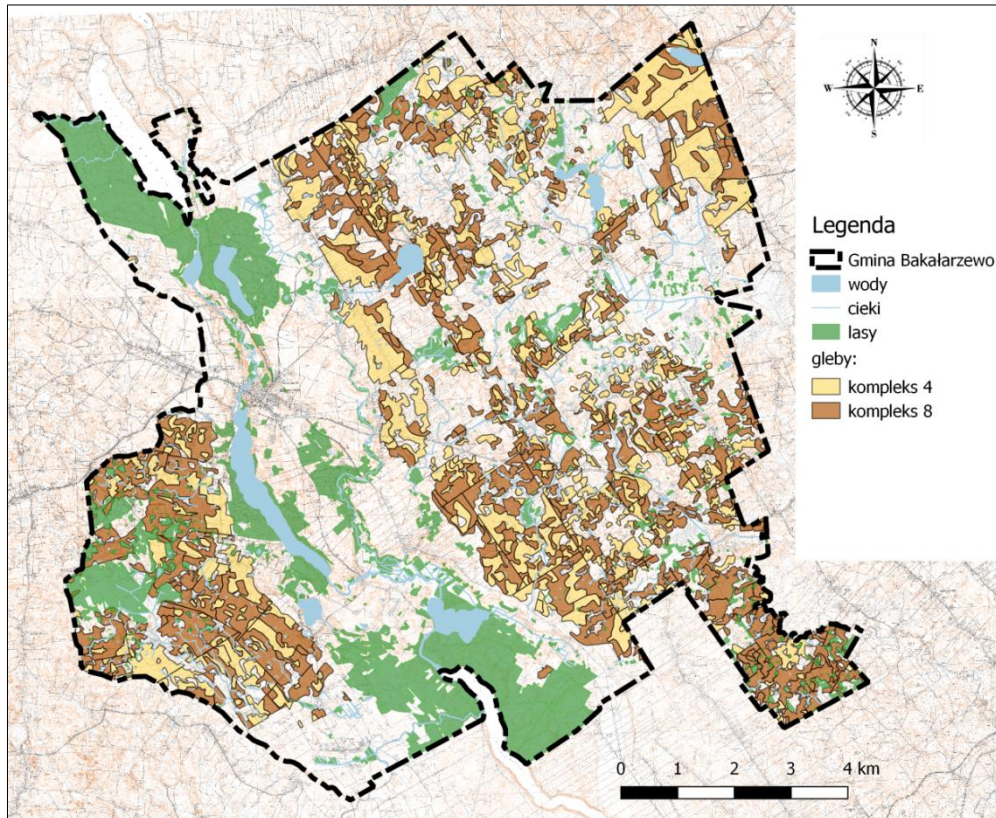 N
W E
S
Legenda
Gmina Bakałarzewo
wody
cieki
lasy
gleby:
kompleks 4
kompleks 8
0 1 2 3 4 km